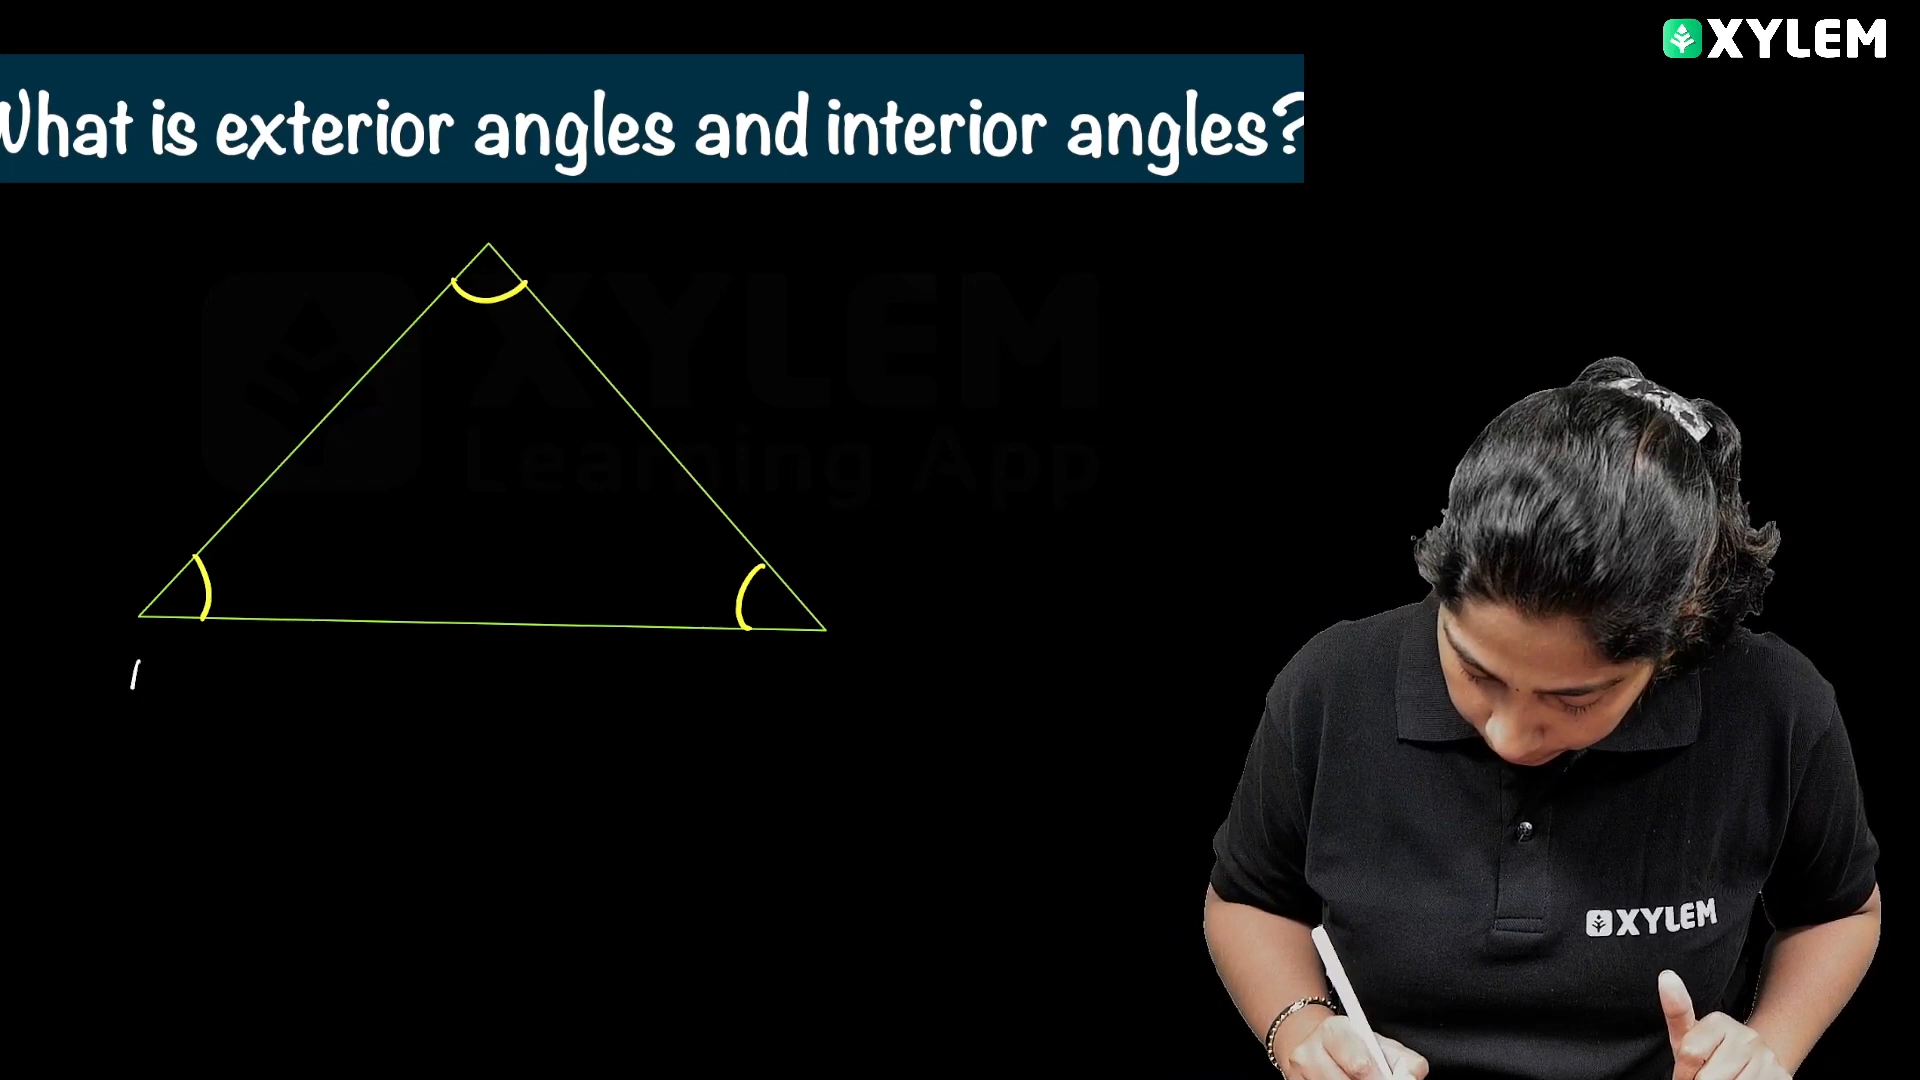 XYLEM
What is exterior angles and interior angles?
XYLEM
Learning App
XYLEM